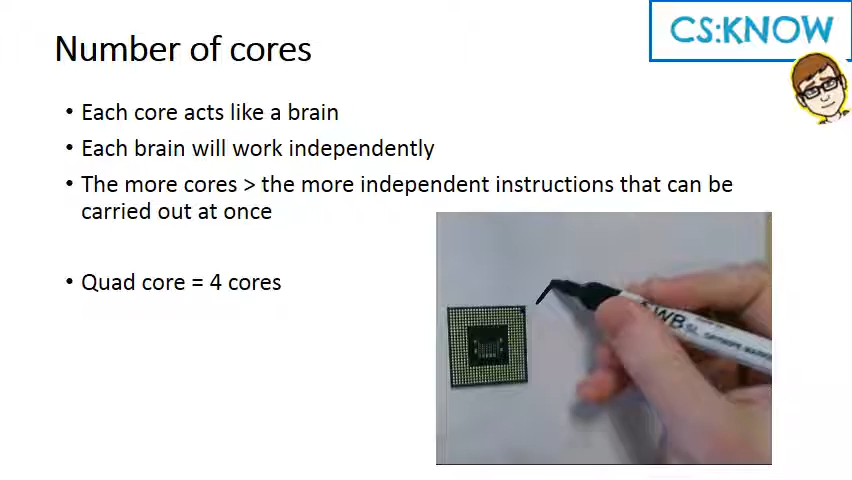 CS:KNOW
Number of cores
• Each core acts like a brain
• Each brain will work independently
• The more cores > the more independent instructions that can be
carried out at once
• Quad core = 4 cores
WB